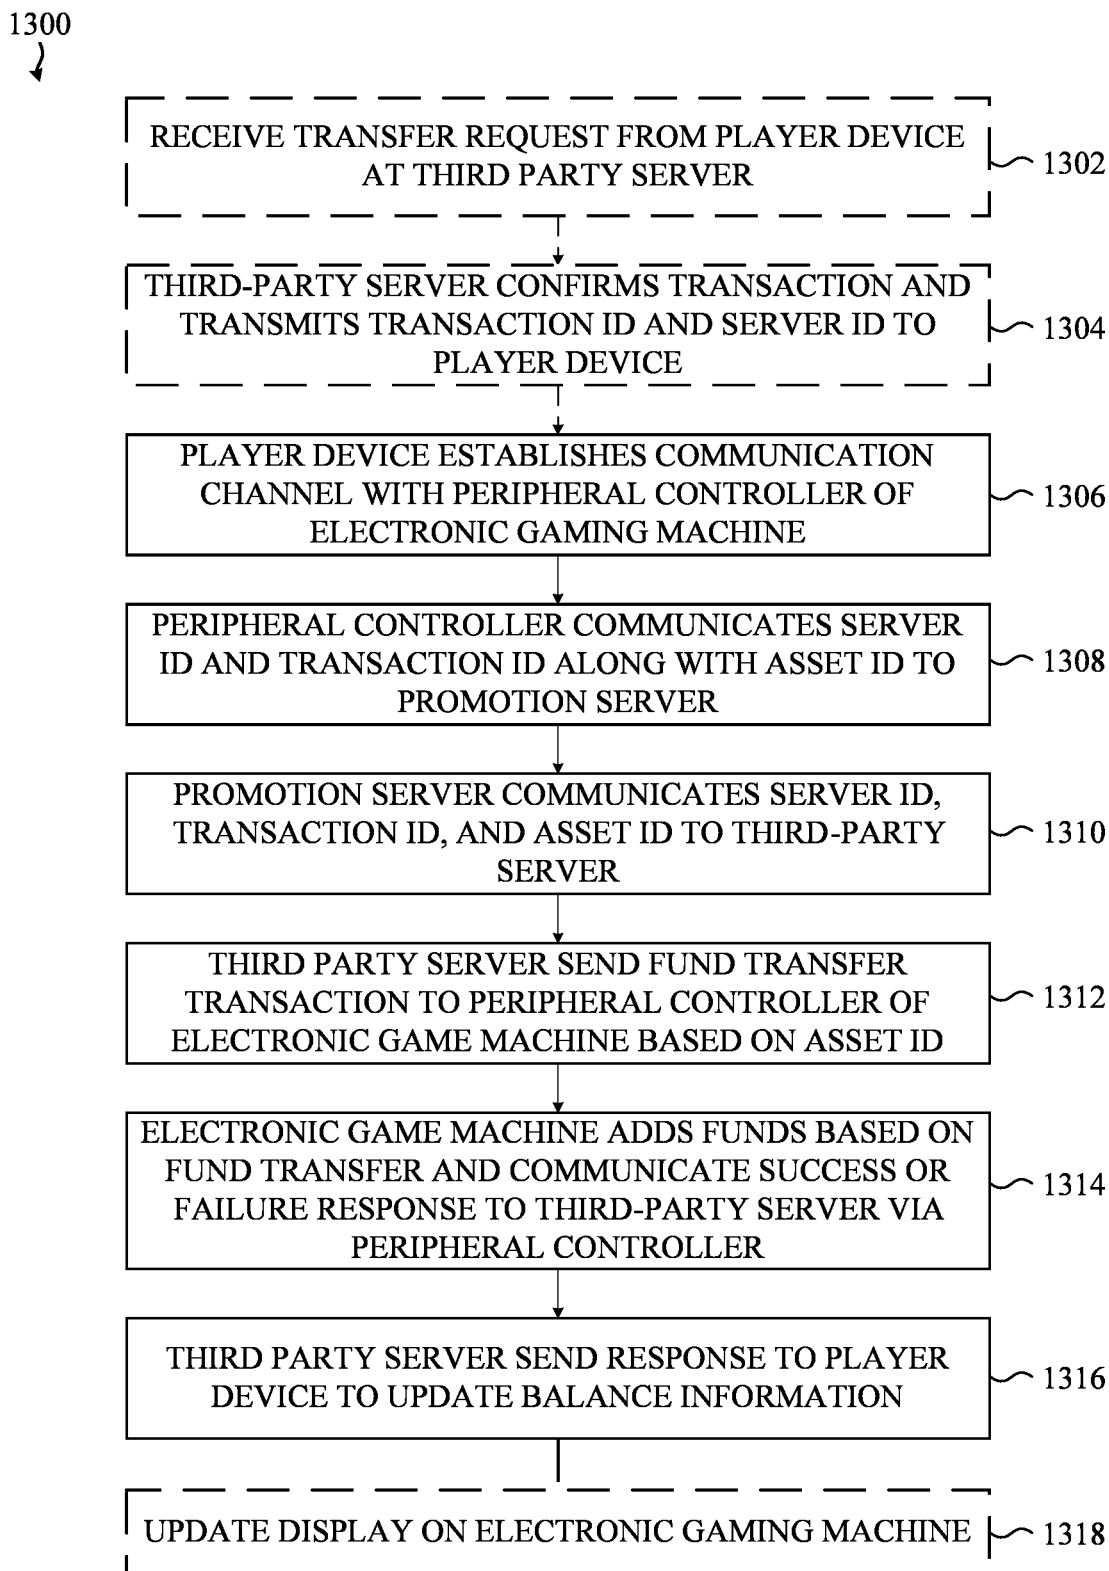 1300
RECEIVE TRANSFER REQUEST FROM PLAYER DEVICE
AT THIRD PARTY SERVER
1302
THIRD-PARTY SERVER CONFIRMS TRANSACTION AND
TRANSMITS TRANSACTION ID AND SERVER ID TO
PLAYER DEVICE
1304
PLAYER DEVICE ESTABLISHES COMMUNICATION
CHANNEL WITH PERIPHERAL CONTROLLER OF
ELECTRONIC GAMING MACHINE
1306
PERIPHERAL CONTROLLER COMMUNICATES SERVER
ID AND TRANSACTION ID ALONG WITH ASSET ID TO
PROMOTION SERVER
1308
PROMOTION SERVER COMMUNICATES SERVER ID,
TRANSACTION ID, AND ASSET ID TO THIRD-PARTY
SERVER
1310
THIRD PARTY SERVER SEND FUND TRANSFER
TRANSACTION TO PERIPHERAL CONTROLLER OF
ELECTRONIC GAME MACHINE BASED ON ASSET ID
1312
ELECTRONIC GAME MACHINE ADDS FUNDS BASED ON
FUND TRANSFER AND COMMUNICATE SUCCESS OR
FAILURE RESPONSE TO THIRD-PARTY SERVER VIA
PERIPHERAL CONTROLLER
1314
THIRD PARTY SERVER SEND RESPONSE TO PLAYER
DEVICE TO UPDATE BALANCE INFORMATION
1316
UPDATE DISPLAY ON ELECTRONIC GAMING MACHINE
1318